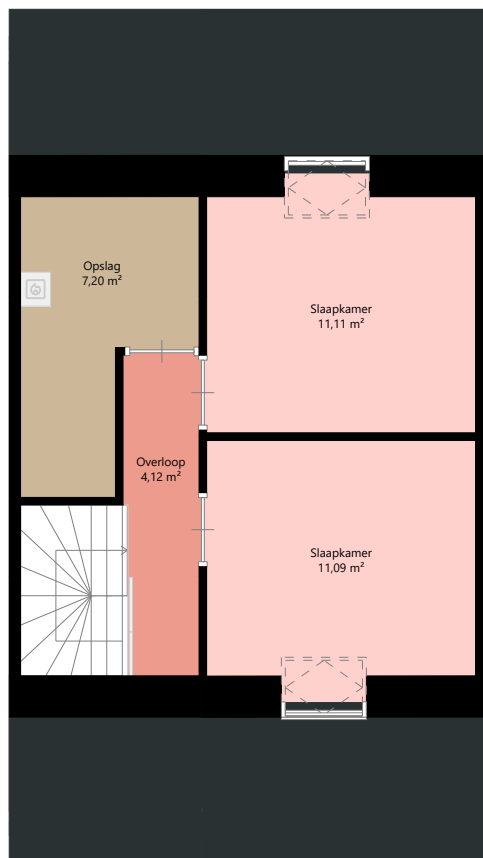 Opslag
7,20 m²
Slaapkamer
11,11 m²
Overloop
4,12 m²
Slaapkamer
11,09 m²